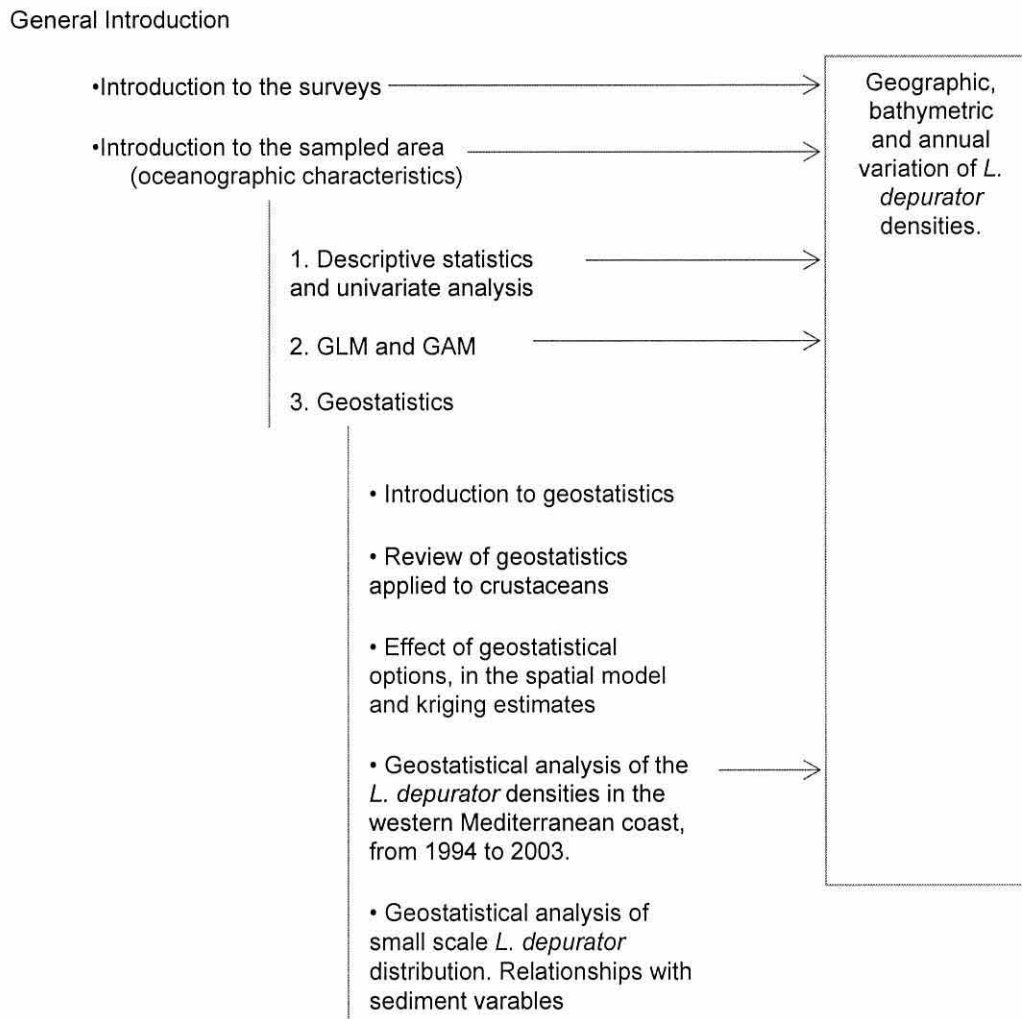 General Introduction
•Introduction to the surveys
•Introduction to the sampled area
(oceanographic characteristics)
1. Descriptive statistics
and univariate analysis
2. GLM and GAM
3. Geostatistics
• Introduction to geostatistics
• Review of geostatistics
applied to crustaceans
• Effect of geostatistical
options, in the spatial model
and kriging estimates
• Geostatistical analysis of the
L. depurator densities in the
western Mediterranean coast,
from 1994 to 2003.
• Geostatistical analysis of
small scale L. depurator
distribution. Relationships with
sediment varables
Geographic,
bathymetric
and annual
variation of L.
depurator
densities.